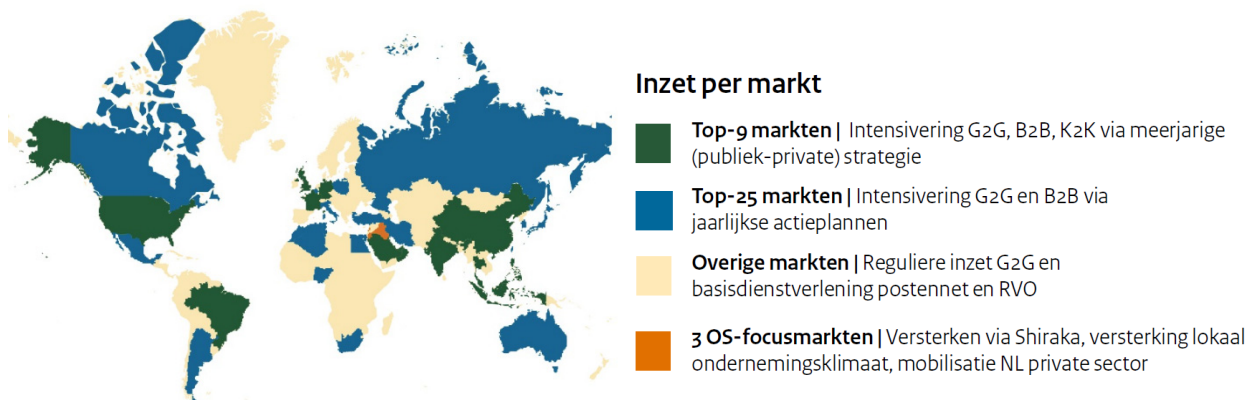 Inzet per markt
Top-9 markten | Intensivering G2G, B2B, K2K via meerjarige
(publiek-private) strategie
Top-25 markten | Intensivering G2G en B2B via
jaarlijkse actieplannen
Overige markten | Reguliere inzet G2G en
basisdienstverlening postennet en RVO
3 OS-focusmarkten | Versterken via Shiraka, versterking lokaal
ondernemingsklimaat, mobilisatie NL private sector